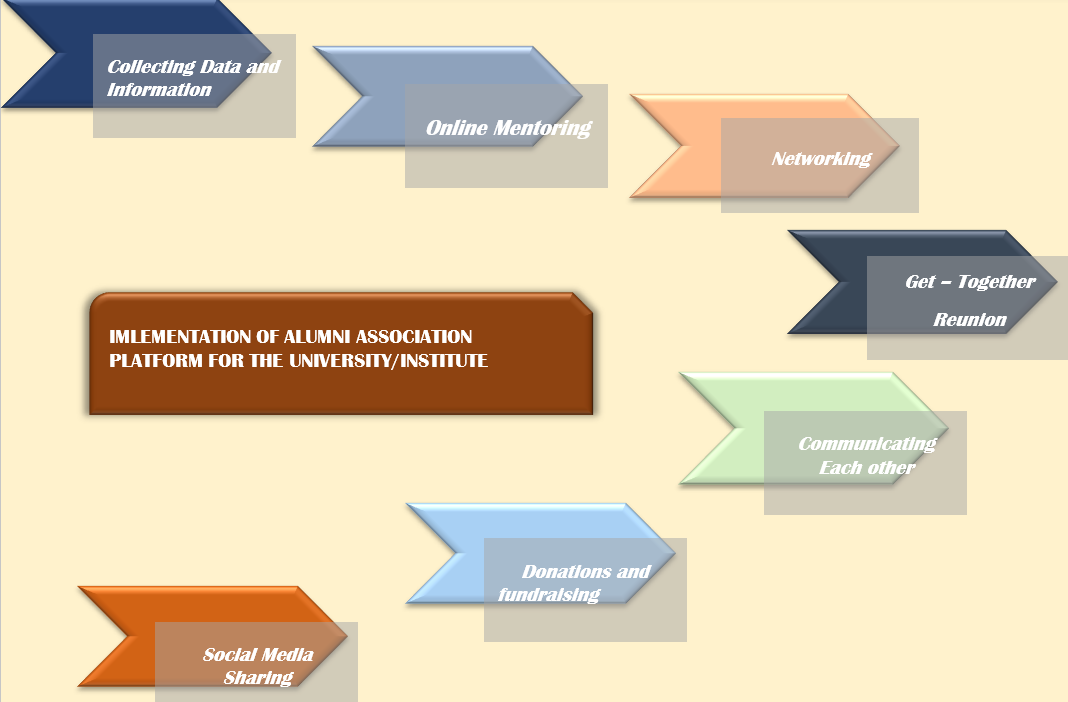 Collecting Data and
Information
Online Mentoring
Networking
Get – Together
Reunion
IMLEMENTATION OF ALUMNI ASSOCIATION
PLATFORM FOR THE UNIVERSITY/INSTITUTE
Communicating
Each other
Donations and
fundraising
Social Media
Sharing